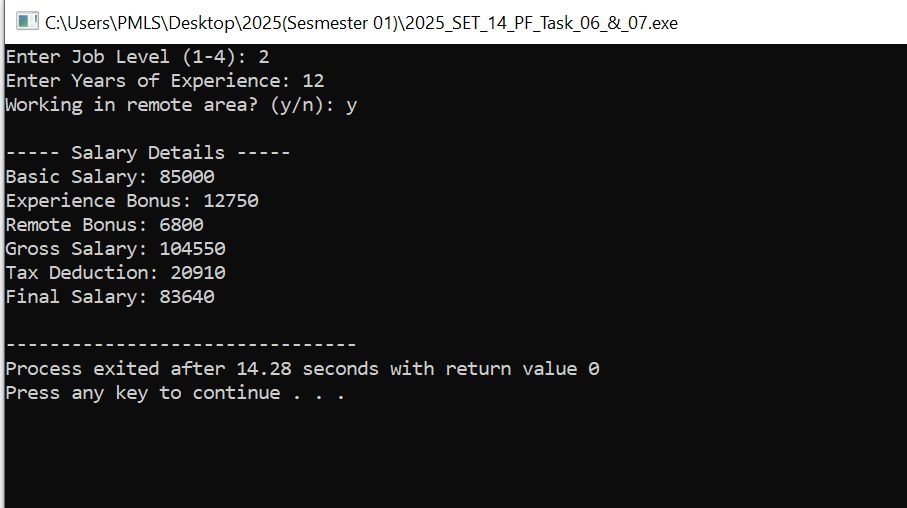 C:\Users\PMLS\Desktop\2025(Sesmester 01)\2025_SET_14_PF_Task_06_&_07.exe
Enter Job Level (1-4): 2
Enter Years of Experience: 12
Working in remote area? (y/n): y
----- Salary Details -----
Basic Salary: 85000
Experience Bonus: 12750
Remote Bonus: 6800
Gross Salary: 104550
Tax Deduction: 20910
Final Salary: 83640
--------------------------------
Process exited after 14.28 seconds with return value 0
Press any key to continue . . .